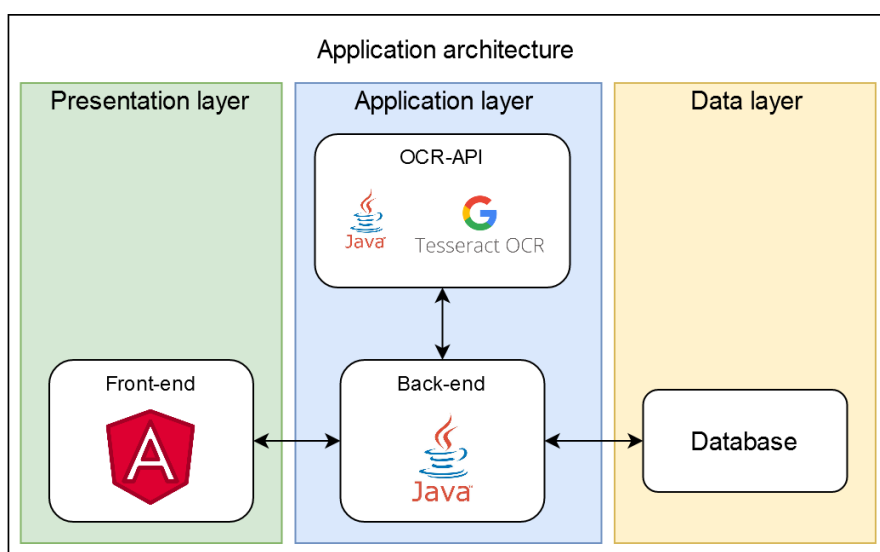 Application architecture
Presentation layer
Application layer
Data layer
OCR-API
Java
Tesseract OCR
Front-end
Back-end
Java
Database